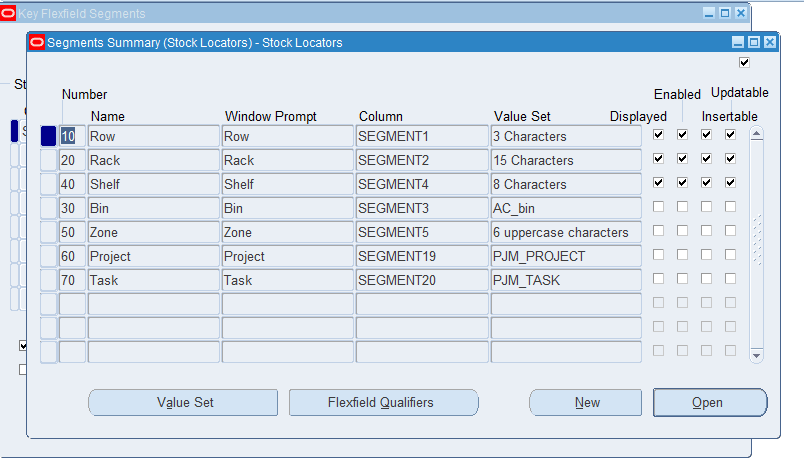 Key Flexfield Segments
Segments Summary (Stock Locators) - Stock Locators
Number
Name
Window Prompt
Column
Value Set
Displayed
Enabled
Insertable
Updatable
10 Row Row SEGMENT1 3 Characters
20 Rack Rack SEGMENT2 15 Characters
40 Shelf Shelf SEGMENT4 8 Characters
30 Bin Bin SEGMENT3 AC_bin
50 Zone Zone SEGMENT5 6 uppercase characters
60 Project Project SEGMENT19 PJM_PROJECT
70 Task Task SEGMENT20 PJM_TASK
Value Set Flexfield Qualifiers New Open